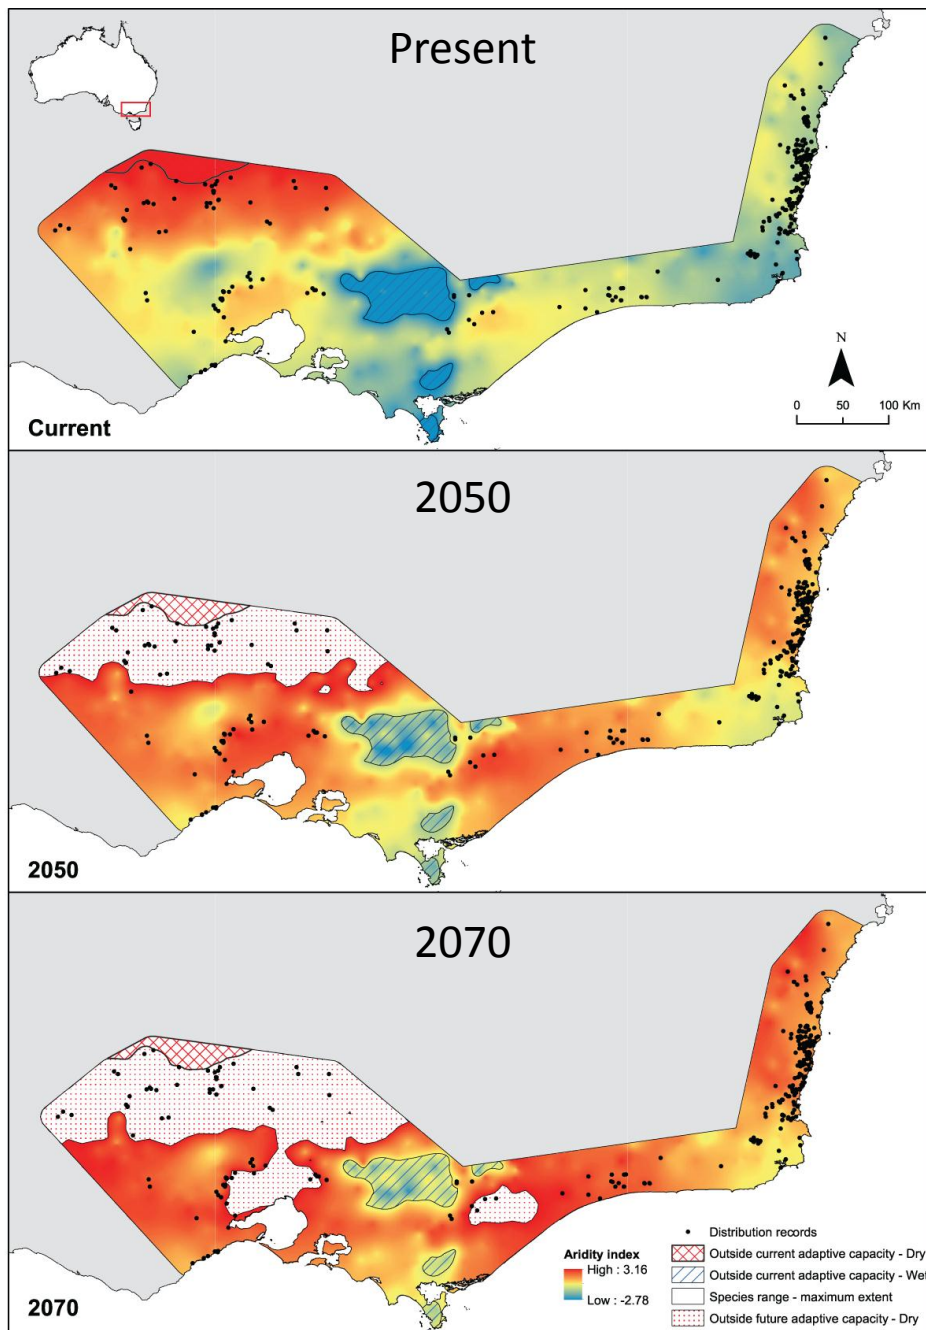 Present
N
0 50 100 Km
Current
2050
2050
2070
Distribution records
Outside current adaptive capacity - Dry
Aridity index
High : 3.16
Outside current adaptive capacity - Wet
Low : -2.78
Species range - maximum extent
2070
Outside future adaptive capacity - Dry